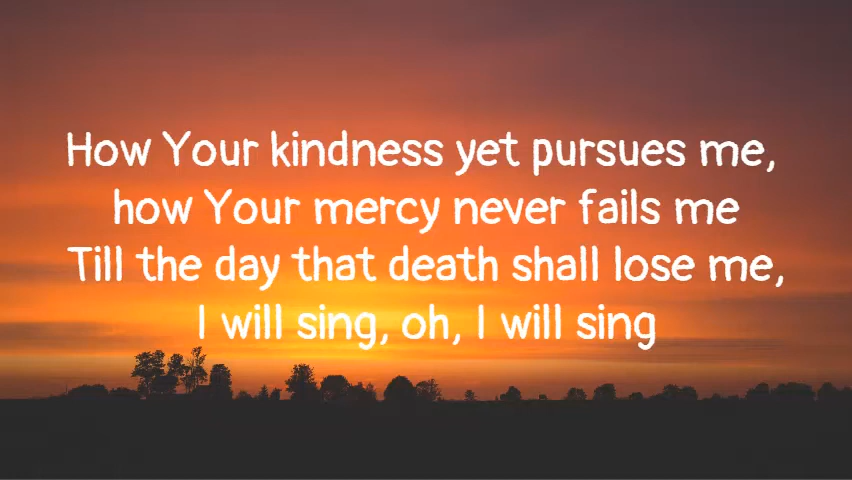 How Your kindness yet pursues me,
how Your mercy never fails me
Till the day that death shall lose me,
I will sing, oh, I will sing